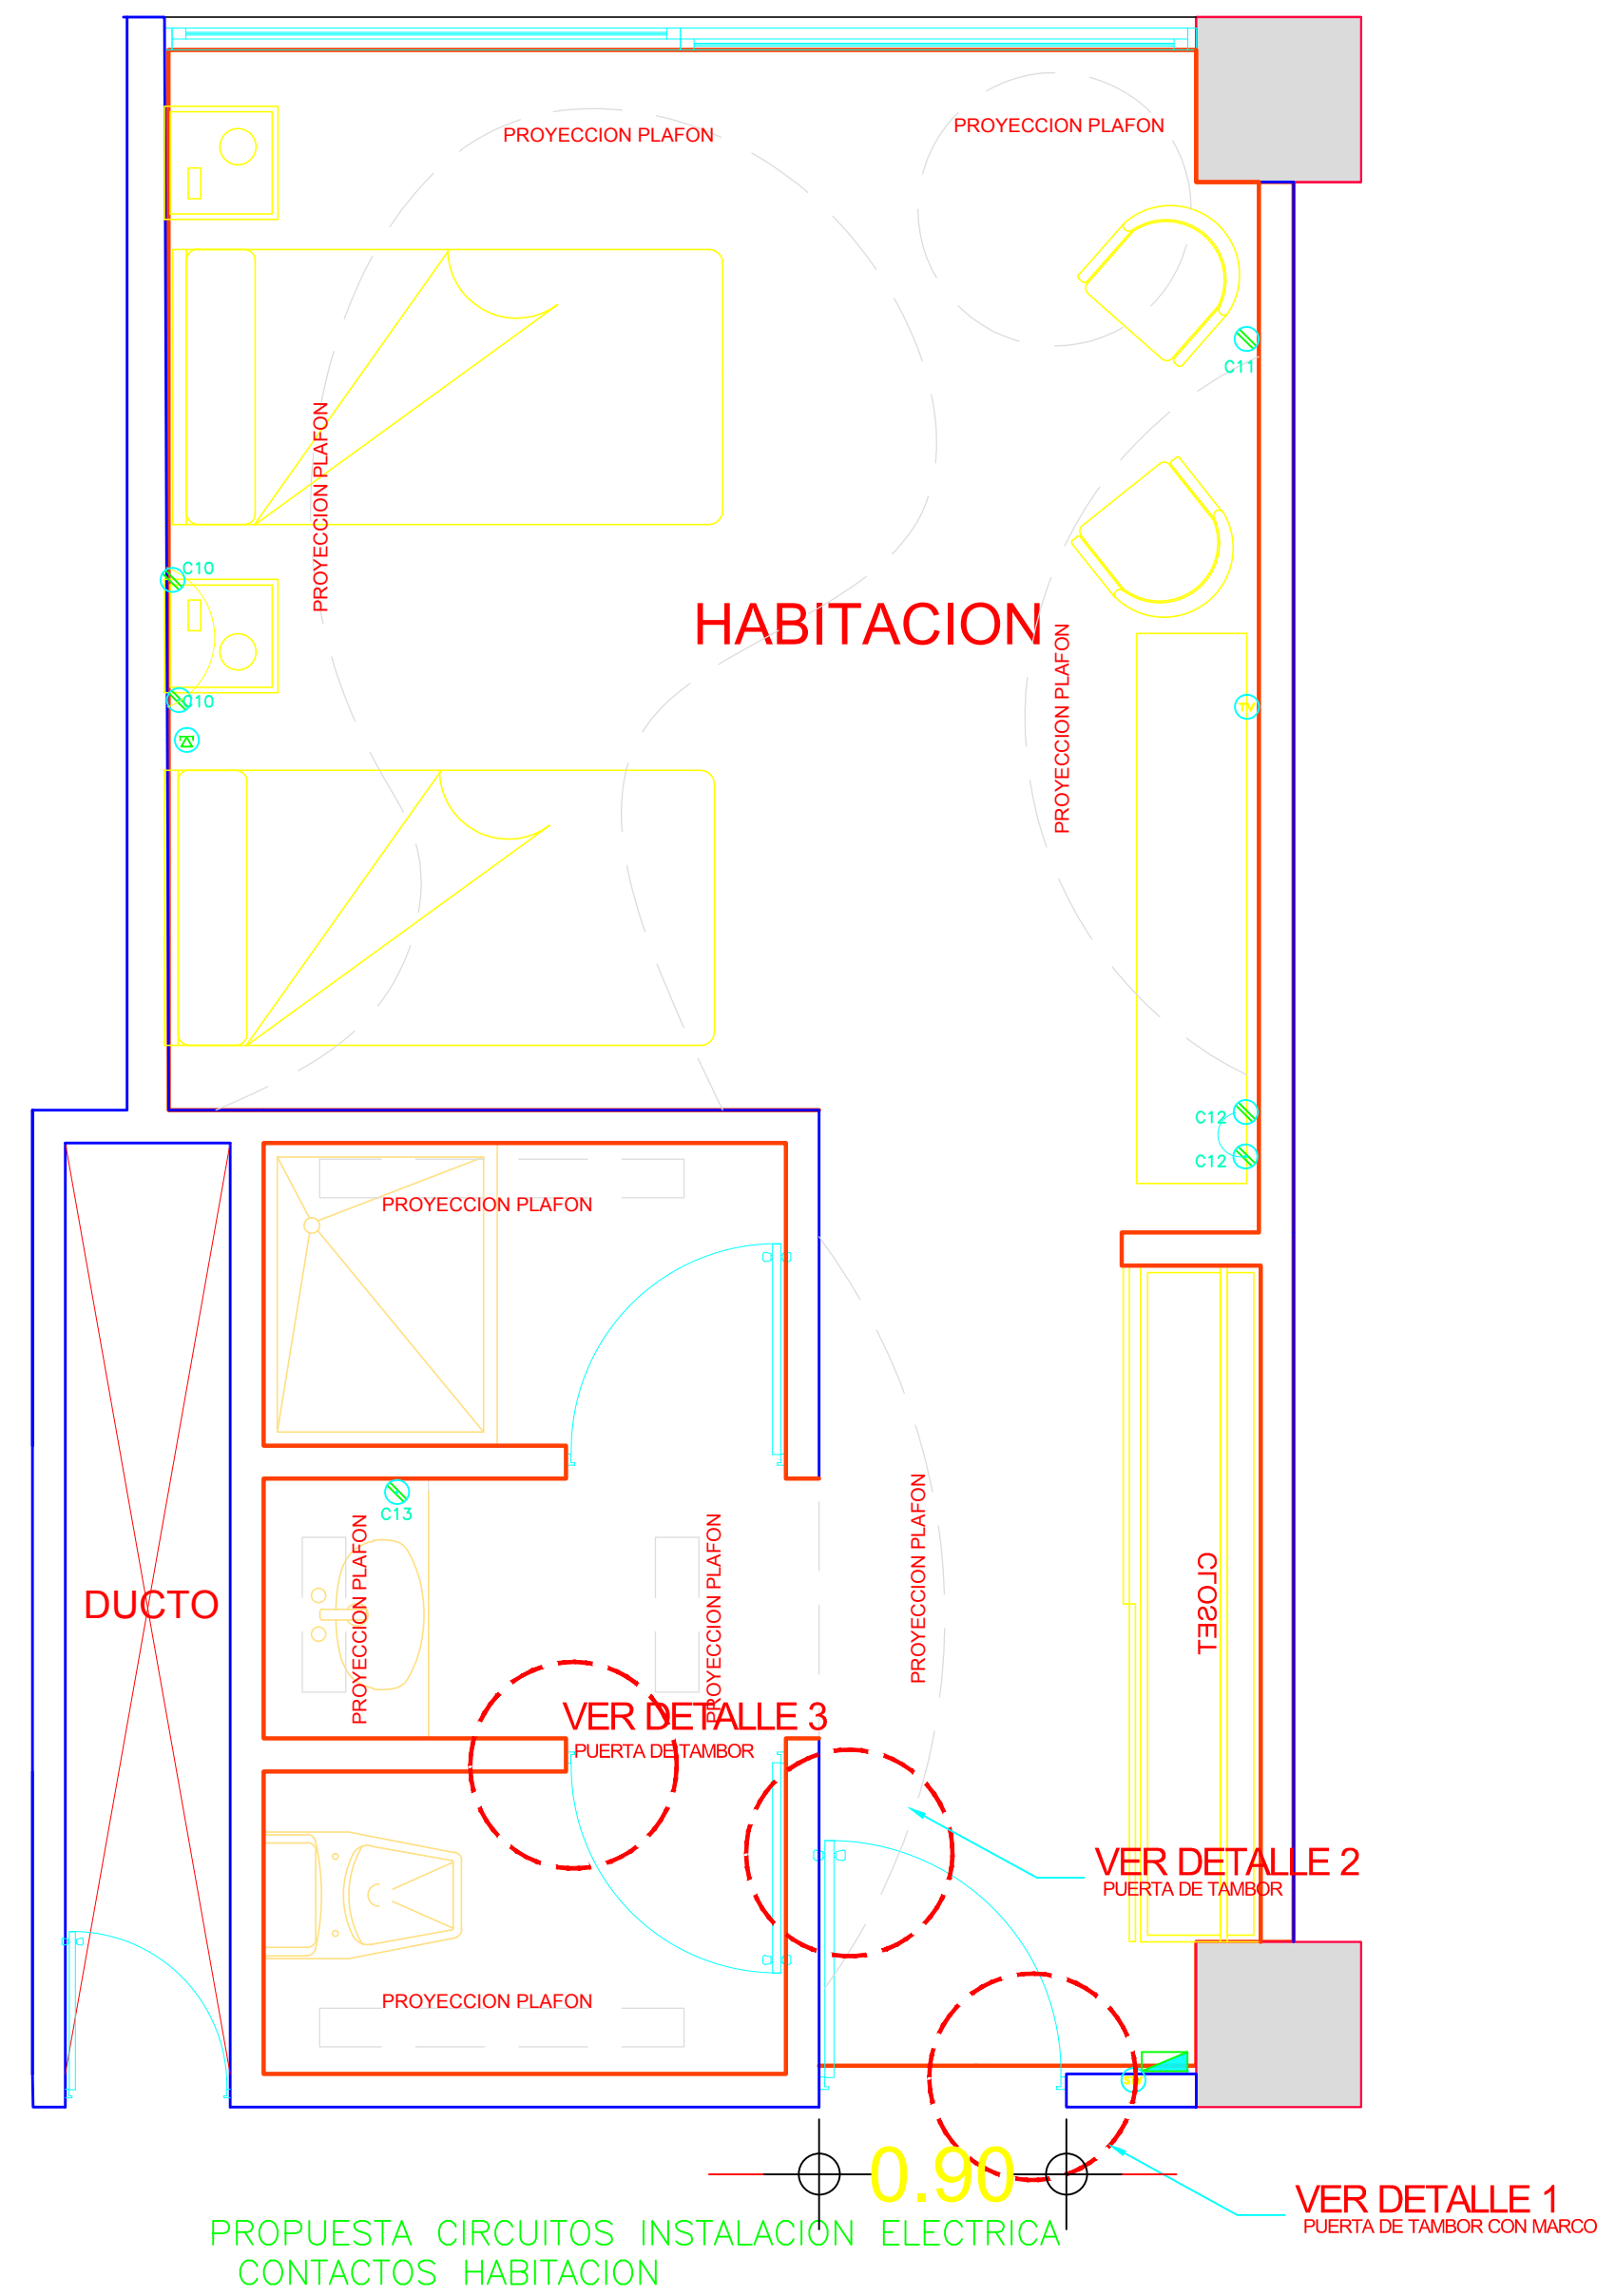 PROYECCION PLAFON
PROYECCION PLAFON
C11
PROYECCION PLAFON
C10
HABITACION
PROYECCION PLAFON
C10
TV
C12
C12
PROYECCION PLAFON
C13
PROYECCION PLAFON
PROYECCION PLAFON
PROYECCION PLAFON
CLOSET
DUCTO
VER DETALLE 3
PUERTA DE TAMBOR
VER DETALLE 2
PUERTA DE TAMBOR
PROYECCION PLAFON
0.90
VER DETALLE 1
PUERTA DE TAMBOR CON MARCO
PROPUESTA CIRCUITOS INSTALACION ELECTRICA
CONTACTOS HABITACION